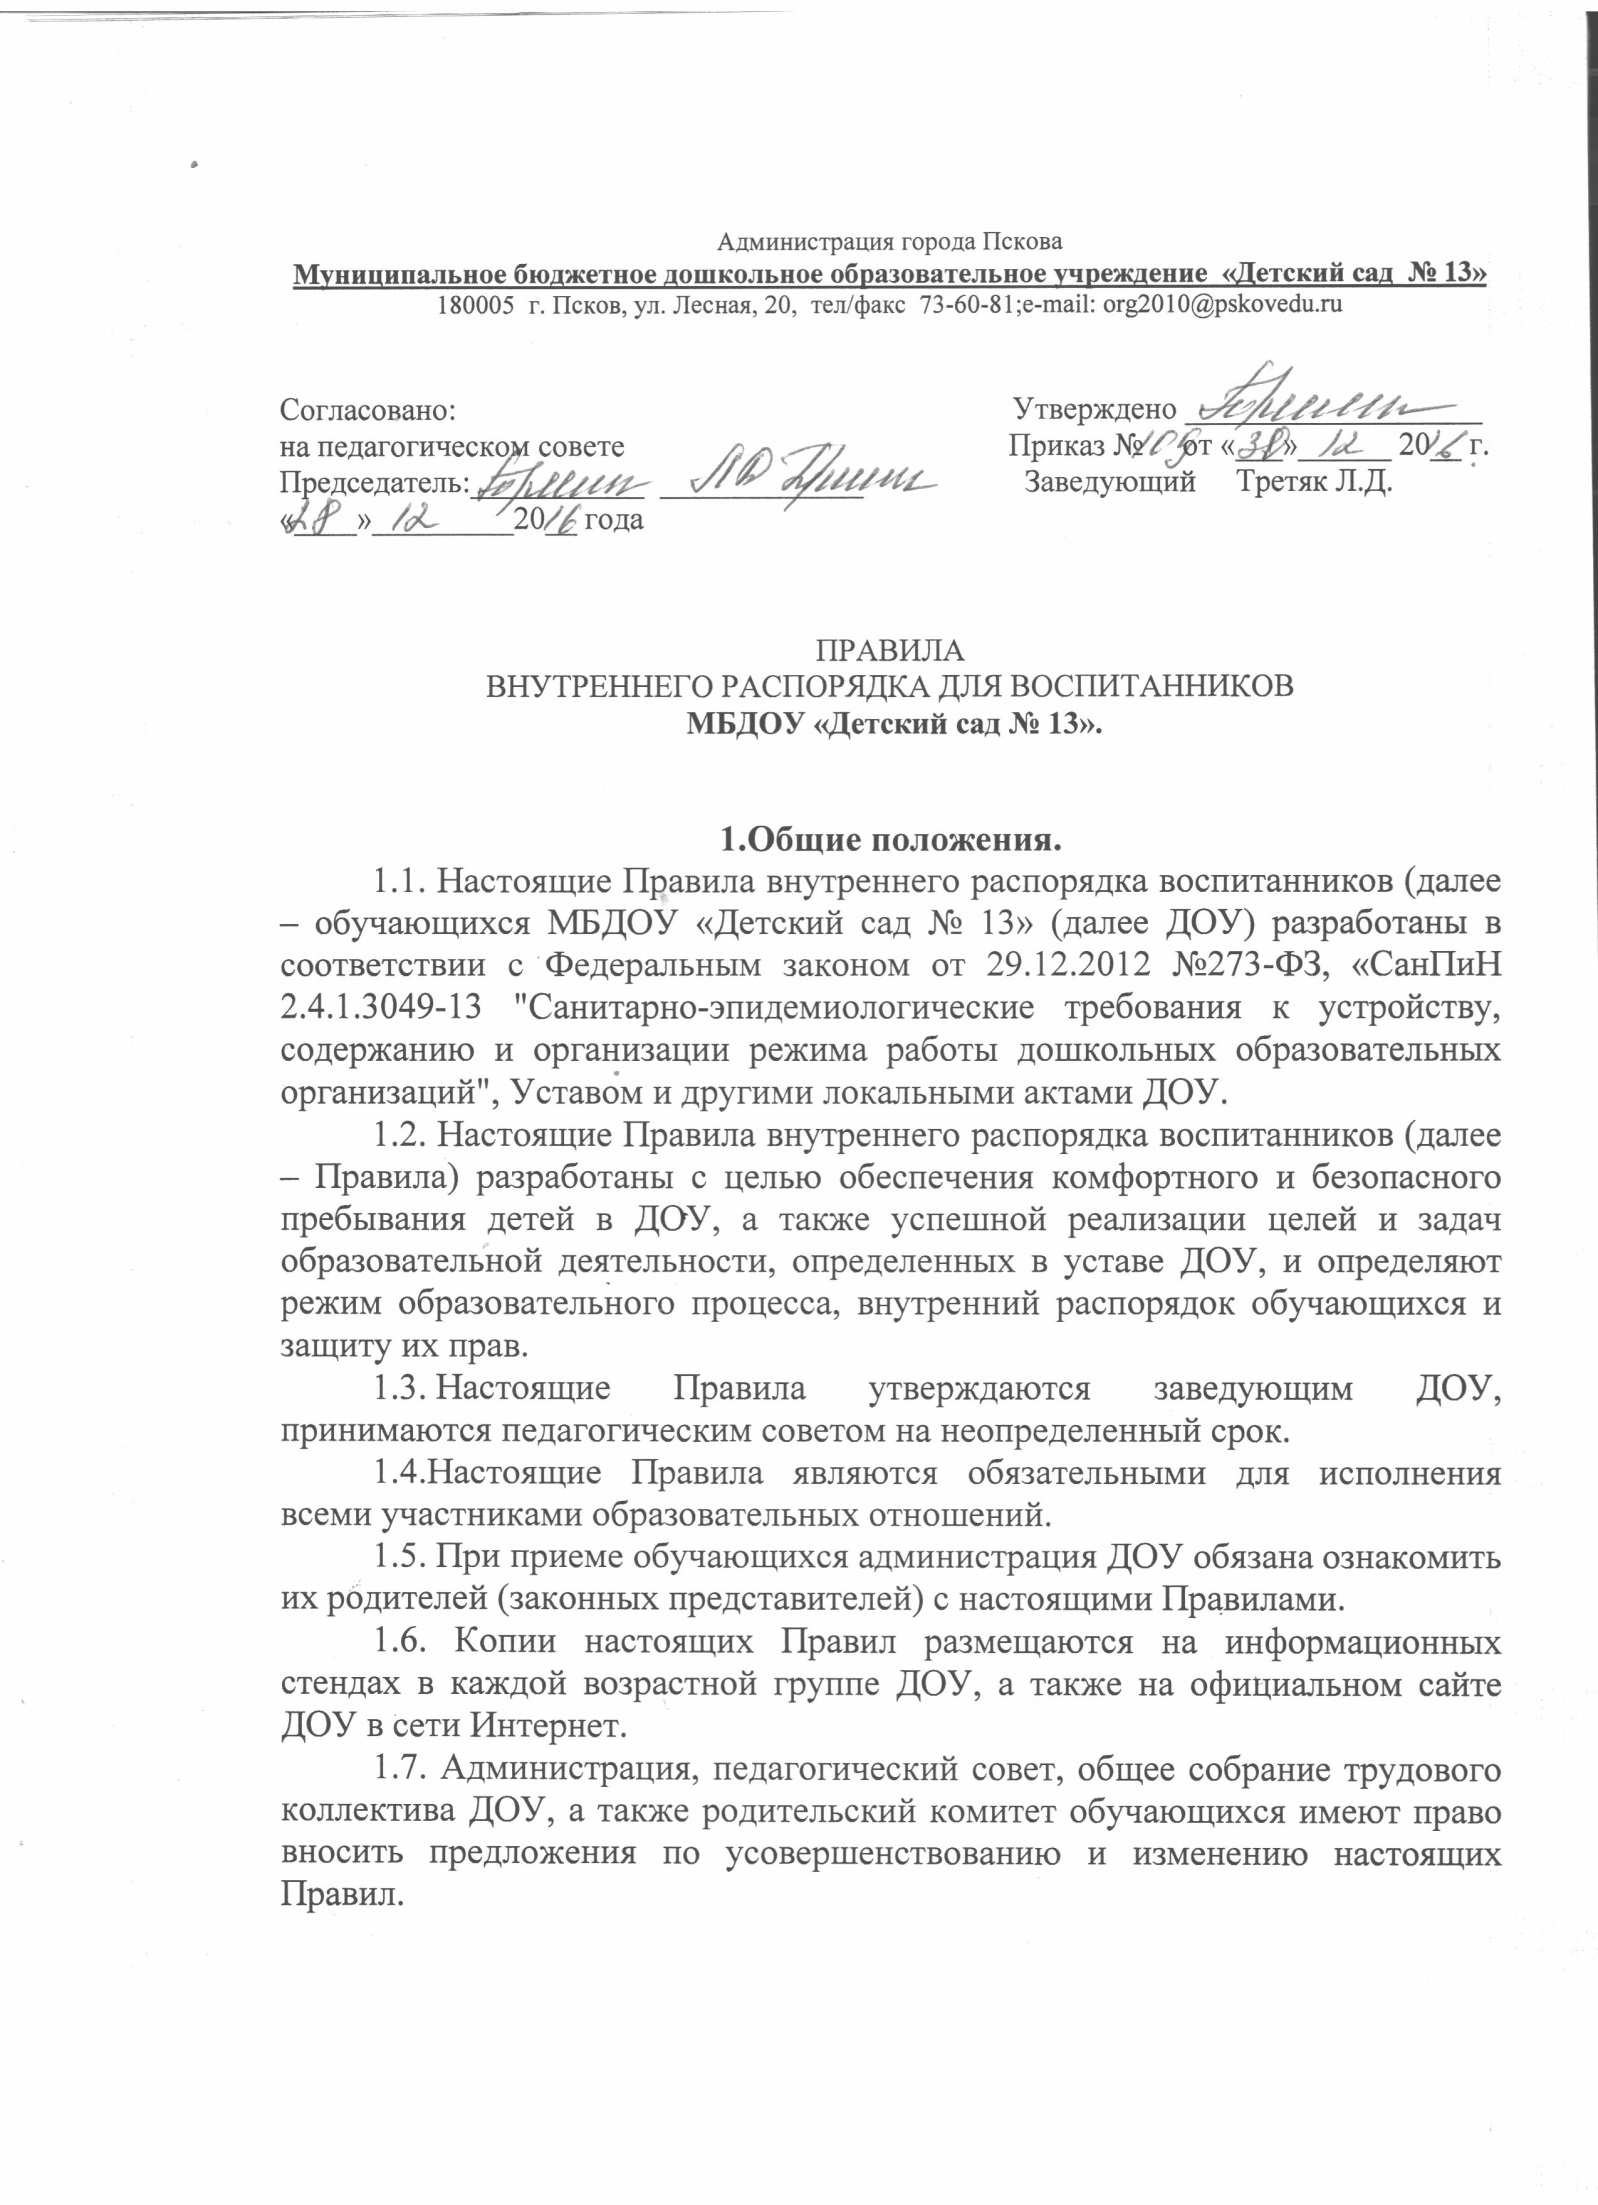 Администрация города Пскова
Муниципальное бюджетное дошкольное образовательное учреждение «Детский сад № 13»
180005 г. Псков, ул. Лесная, 20, тел/факс 73-60-81;e-mail: org2010@pskovedu.ru
Согласовано:
на педагогическом совете
Председатель:
«28» 12 2016 года
Утверждено
Приказ № 109 от «30» 12 2016 г.
Заведующий Третяк Л.Д.
ПРАВИЛА
ВНУТРЕННЕГО РАСПОРЯДКА ДЛЯ ВОСПИТАННИКОВ
МБДОУ «Детский сад № 13».
1.Общие положения.
1.1. Настоящие Правила внутреннего распорядка воспитанников (далее
– обучающихся МБДОУ «Детский сад № 13» (далее ДОУ) разработаны в
соответствии с Федеральным законом от 29.12.2012 №273-ФЗ, «СанПиН
2.4.1.3049-13 "Санитарно-эпидемиологические требования к устройству,
содержанию и организации режима работы дошкольных образовательных
организаций", Уставом и другими локальными актами ДОУ.
1.2. Настоящие Правила внутреннего распорядка воспитанников (далее
– Правила) разработаны с целью обеспечения комфортного и безопасного
пребывания детей в ДОУ, а также успешной реализации целей и задач
образовательной деятельности, определенных в уставе ДОУ, и определяют
режим образовательного процесса, внутренний распорядок обучающихся и
защиту их прав.
1.3. Настоящие Правила утверждаются заведующим ДОУ,
принимаются педагогическим советом на неопределенный срок.
1.4.Настоящие Правила являются обязательными для исполнения
всеми участниками образовательных отношений.
1.5. При приеме обучающихся администрация ДОУ обязана ознакомить
их родителей (законных представителей) с настоящими Правилами.
1.6. Копии настоящих Правил размещаются на информационных
стендах в каждой возрастной группе ДОУ, а также на официальном сайте
ДОУ в сети Интернет.
1.7. Администрация, педагогический совет, общее собрание трудового
коллектива ДОУ, а также родительский комитет обучающихся имеют право
вносить предложения по усовершенствованию и изменению настоящих
Правил.